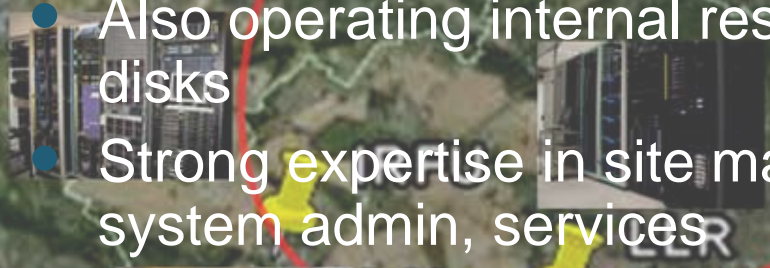 Also operating internal res
disks
Strong expertise in site ma
system admin, services